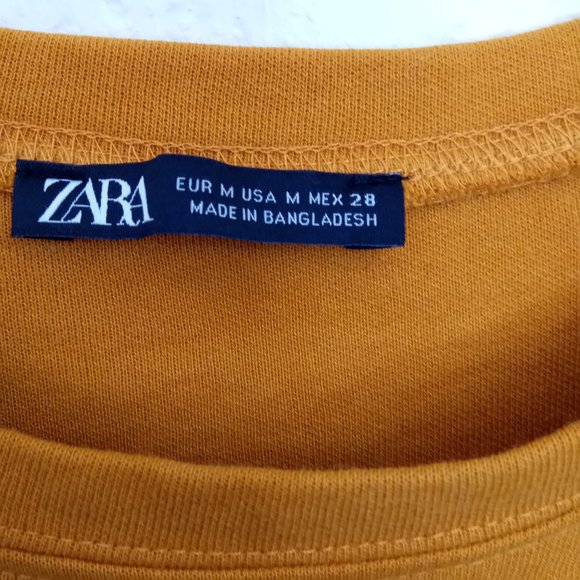 ZARA
EUR M USA M MEX 28
MADE IN BANGLADESH